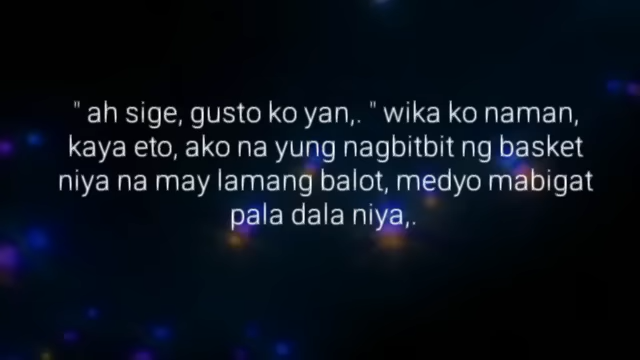 " ah sige, gusto ko yan,. " wika ko naman,
kaya eto, ako na yung nagbitbit ng basket
niya na may lamang balot, medyo mabigat
pala dala niya,.